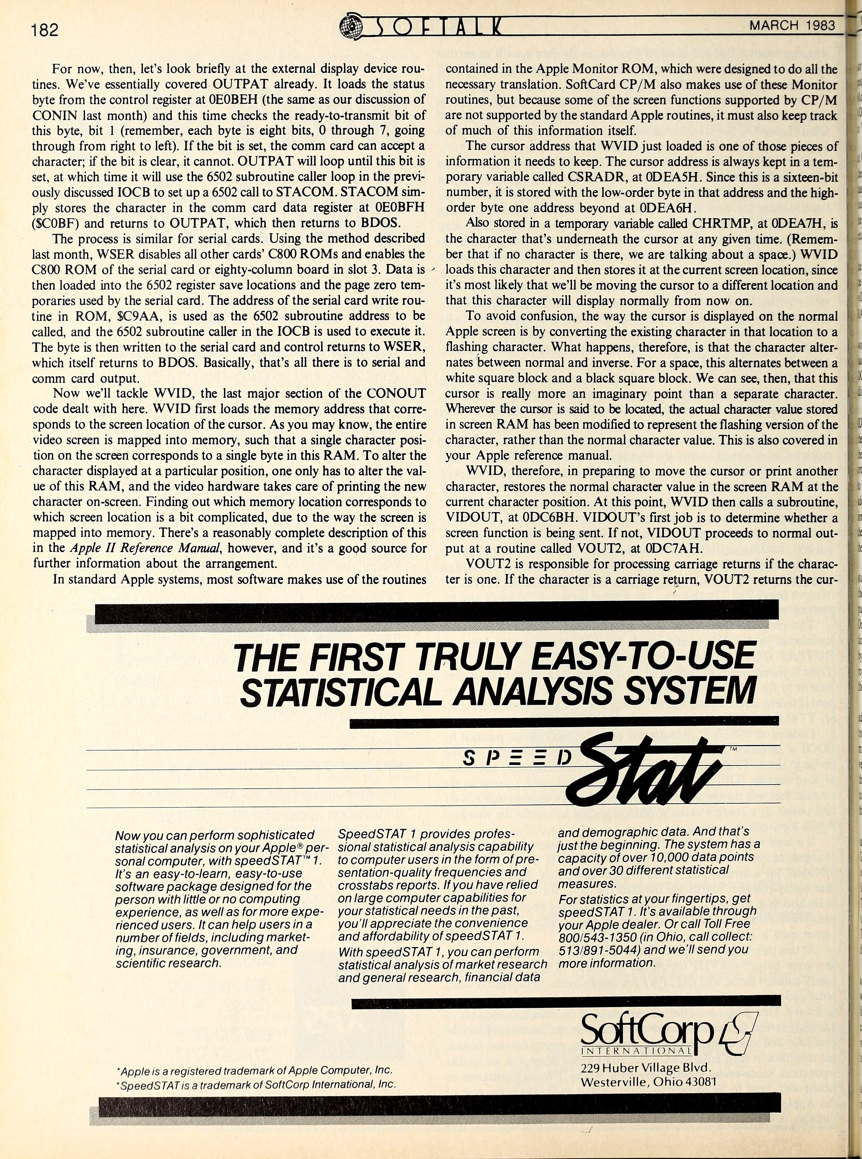 182
SOFTALK
MARCH 1983
For now, then, let's look briefly at the external display device rou-
tines. We've essentially covered OUTPAT already. It loads the status
byte from the control register at 0E0BEH (the same as our discussion of
CONIN last month) and this time checks the ready-to-transmit bit of
this byte, bit 1 (remember, each byte is eight bits, 0 through 7, going
through from right to left). If the bit is set, the comm card can accept a
character; if the bit is clear, it cannot. OUTPAT will loop until this bit is
set, at which time it will use the 6502 subroutine caller loop in the previ-
ously discussed IOCB to set up a 6502 call to STACOM. STACOM sim-
ply stores the character in the comm card data register at 0E0BFH
($C0BF) and returns to OUTPAT, which then returns to BDOS.
The process is similar for serial cards. Using the method described
last month, WSER disables all other cards' C800 ROMs and enables the
C800 ROM of the serial card or eighty-column board in slot 3. Data is
then loaded into the 6502 register save locations and the page zero tem-
poraries used by the serial card. The address of the serial card write rou-
tine in ROM, $C9AA, is used as the 6502 subroutine address to be
called, and the 6502 subroutine caller in the IOCB is used to execute it.
The byte is then written to the serial card and control returns to WSER,
which itself returns to BDOS. Basically, that's all there is to serial and
comm card output.
Now we'll tackle WVID, the last major section of the CONOUT
code dealt with here. WVID first loads the memory address that corre-
sponds to the screen location of the cursor. As you may know, the entire
video screen is mapped into memory, such that a single character posi-
tion on the screen corresponds to a single byte in this RAM. To alter the
character displayed at a particular position, one only has to alter the val-
ue of this RAM, and the video hardware takes care of printing the new
character on-screen. Finding out which memory location corresponds to
which screen location is a bit complicated, due to the way the screen is
mapped into memory. There's a reasonably complete description of this
in the Apple II Reference Manual, however, and it's a good source for
further information about the arrangement.
In standard Apple systems, most software makes use of the routines
contained in the Apple Monitor ROM, which were designed to do all the
necessary translation. SoftCard CP/M also makes use of these Monitor
routines, but because some of the screen functions supported by CP/M
are not supported by the standard Apple routines, it must also keep track
of much of this information itself.
The cursor address that WVID just loaded is one of those pieces of
information it needs to keep. The cursor address is always kept in a tem-
porary variable called CSRADR, at 0DEA5H. Since this is a sixteen-bit
number, it is stored with the low-order byte in that address and the high-
order byte one address beyond at 0DEA6H.
Also stored in a temporary variable called CHRTMP, at 0DEA7H, is
the character that's underneath the cursor at any given time. (Remem-
ber that if no character is there, we are talking about a space.) WVID
loads this character and then stores it at the current screen location, since
it's most likely that we'll be moving the cursor to a different location and
that this character will display normally from now on.
To avoid confusion, the way the cursor is displayed on the normal
Apple screen is by converting the existing character in that location to a
flashing character. What happens, therefore, is that the character alter-
nates between normal and inverse. For a space, this alternates between a
white square block and a black square block. We can see, then, that this
cursor is really more an imaginary point than a separate character.
Wherever the cursor is said to be located, the actual character value stored
in screen RAM has been modified to represent the flashing version of the
character, rather than the normal character value. This is also covered in
your Apple reference manual.
WVID, therefore, in preparing to move the cursor or print another
character, restores the normal character value in the screen RAM at the
current character position. At this point, WVID then calls a subroutine,
VIDOUT, at 0DC6BH. VIDOUT's first job is to determine whether a
screen function is being sent. If not, VIDOUT proceeds to normal out-
put at a routine called VOUT2, at 0DC7AH.
VOUT2 is responsible for processing carriage returns if the charac-
ter is one. If the character is a carriage return, VOUT2 returns the cur-
THE FIRST TRULY EASY-TO-USE
STATISTICAL ANALYSIS SYSTEM
SPEED Stat™
Now you can perform sophisticated
statistical analysis on your Apple® per-
sonal computer, with speedSTAT™ 1.
It's an easy-to-learn, easy-to-use
software package designed for the
person with little or no computing
experience, as well as for more expe-
rienced users. It can help users in a
number of fields, including market-
ing, insurance, government, and
scientific research.
SpeedSTAT 1 provides profes-
sional statistical analysis capability
to computer users in the form of pre-
sentation-quality frequencies and
crosstabs reports. If you have relied
on large computer capabilities for
your statistical needs in the past,
you'll appreciate the convenience
and affordability of speedSTAT 1.
With speedSTAT 1, you can perform
statistical analysis of market research
and general research, financial data
and demographic data. And that's
just the beginning. The system has a
capacity of over 10,000 data points
and over 30 different statistical
measures.
For statistics at your fingertips, get
speedSTAT 1. It's available through
your Apple dealer. Or call Toll Free
800/543-1350 (in Ohio, call collect:
513/891-5044) and we'll send you
more information.
SoftCorp
INTERNATIONAL
229 Huber Village Blvd.
Westerville, Ohio 43081
*Apple is a registered trademark of Apple Computer, Inc.
*SpeedSTAT is a trademark of SoftCorp International, Inc.